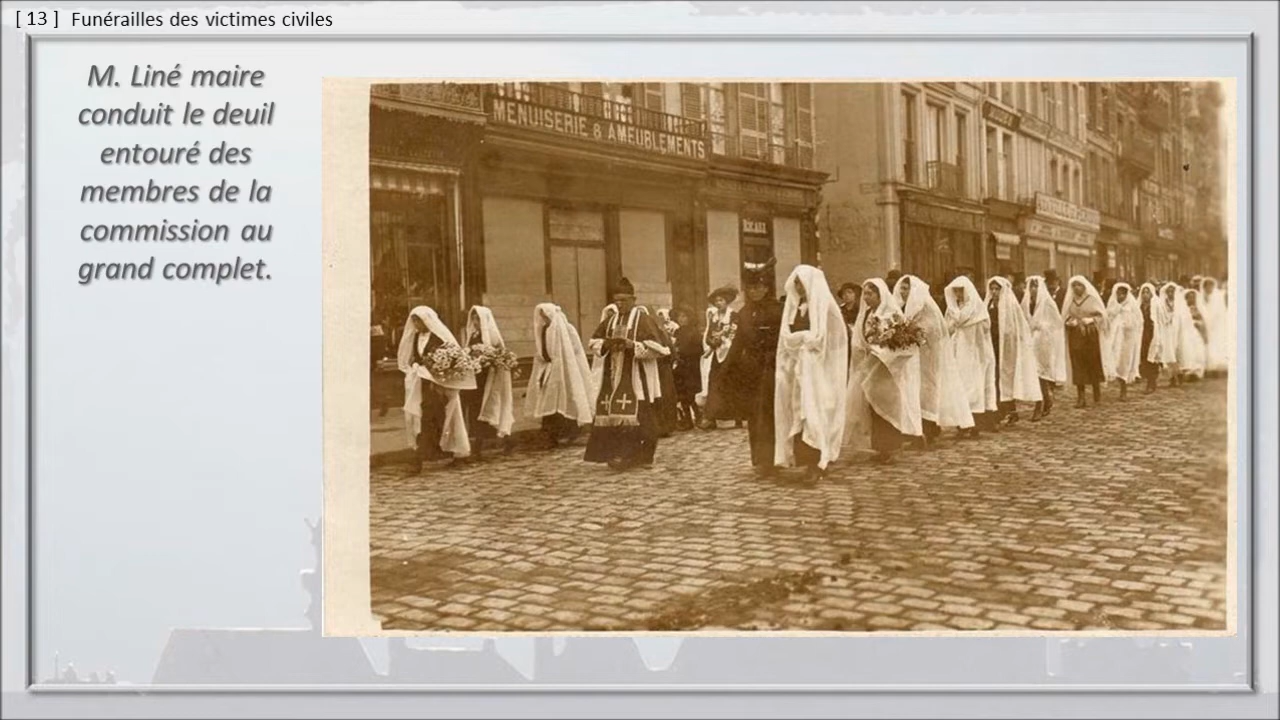 [ 13 ] Funérailles des victimes civiles
M. Liné maire
conduit le deuil
entouré des
membres de la
commission au
grand complet.
MENUISERIE & AMEUBLEMENTS